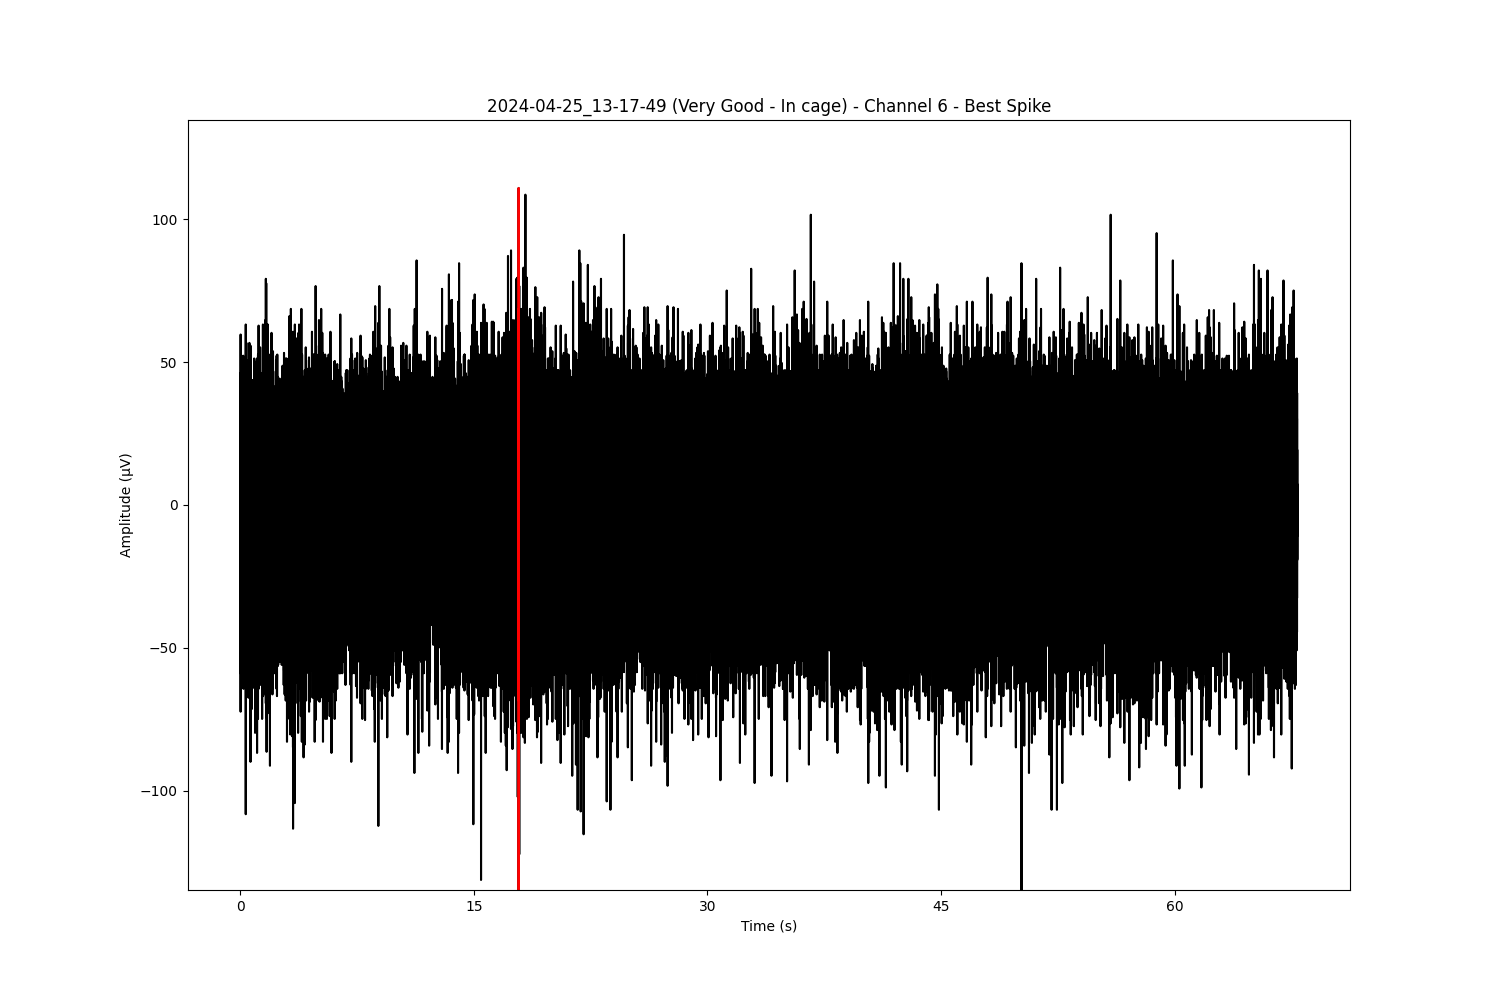 2024-04-25_13-17-49 (Very Good - In cage) - Channel 6 - Best Spike
100
50
0
−50
−100
Amplitude (µV)
0 15 30 45 60
Time (s)